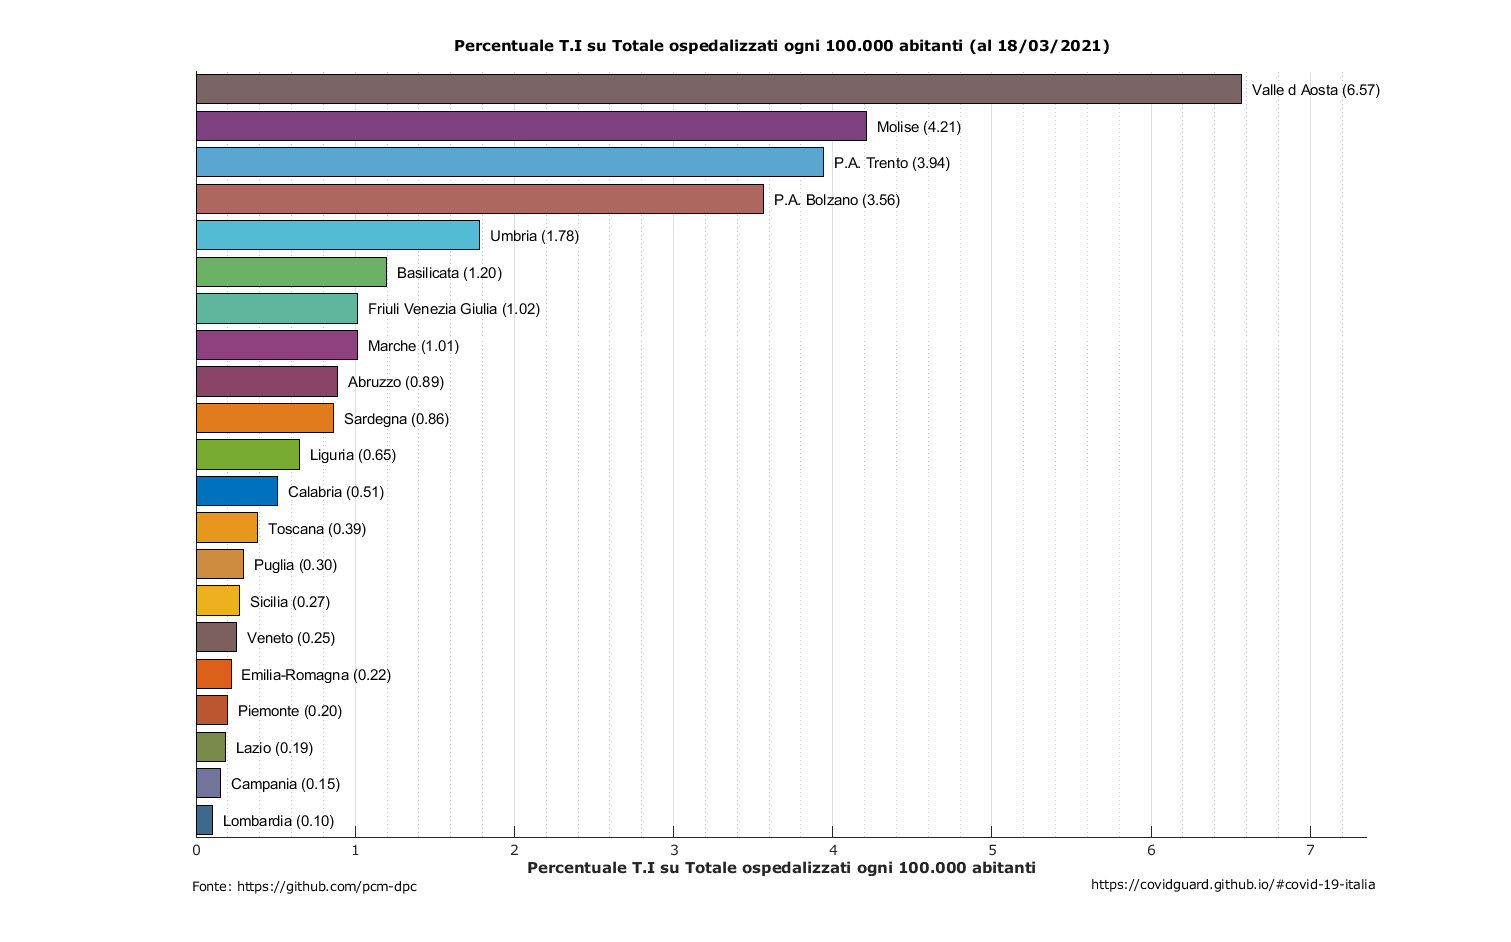 Percentuale T.I su Totale ospedalizzati ogni 100.000 abitanti (al 18/03/2021)
Valle d Aosta (6.57)
Molise (4.21)
P.A. Trento (3.94)
P.A. Bolzano (3.56)
Umbria (1.78)
Basilicata (1.20)
Friuli Venezia Giulia (1.02)
Marche (1.01)
Abruzzo (0.89)
Sardegna (0.86)
Liguria (0.65)
Calabria (0.51)
Toscana (0.39)
Puglia (0.30)
Sicilia (0.27)
Veneto (0.25)
Emilia-Romagna (0.22)
Piemonte (0.20)
Lazio (0.19)
Campania (0.15)
Lombardia (0.10)
0 1 2 3 4 5 6 7
Percentuale T.I su Totale ospedalizzati ogni 100.000 abitanti
Fonte: https://github.com/pcm-dpc
https://covidguard.github.io/#covid-19-italia